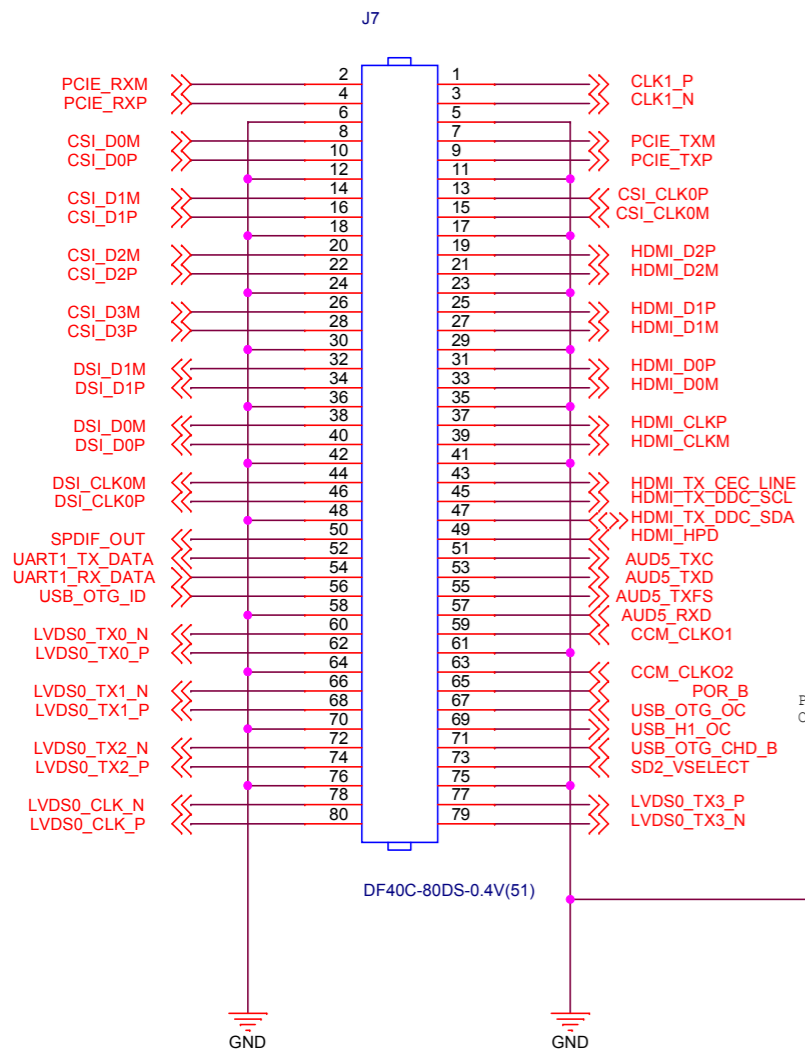 J7
PCIE_RXM 2 1 CLK1_P
PCIE_RXP 4 3 CLK1_N
6 5
CSI_D0M 8 7 PCIE_TXM
CSI_D0P 10 9 PCIE_TXP
12 11
CSI_D1M 14 13 CSI_CLK0P
CSI_D1P 16 15 CSI_CLK0M
18 17
CSI_D2M 20 19 HDMI_D2P
CSI_D2P 22 21 HDMI_D2M
24 23
CSI_D3M 26 25 HDMI_D1P
CSI_D3P 28 27 HDMI_D1M
30 29
DSI_D1M 32 31 HDMI_D0P
DSI_D1P 34 33 HDMI_D0M
36 35
DSI_D0M 38 37 HDMI_CLKP
DSI_D0P 40 39 HDMI_CLKM
42 41
DSI_CLK0M 44 43 HDMI_TX_CEC_LINE
DSI_CLK0P 46 45 HDMI_TX_DDC_SCL
48 47 HDMI_TX_DDC_SDA
SPDIF_OUT 50 49 HDMI_HPD
UART1_TX_DATA 52 51 AUD5_TXC
UART1_RX_DATA 54 53 AUD5_TXD
USB_OTG_ID 56 55 AUD5_TXFS
58 57 AUD5_RXD
LVDS0_TX0_N 60 59 CCM_CLKO1
LVDS0_TX0_P 62 61
64 63 CCM_CLKO2
LVDS0_TX1_N 66 65 POR_B
LVDS0_TX1_P 68 67 USB_OTG_OC
70 69 USB_H1_OC
LVDS0_TX2_N 72 71 USB_OTG_CHD_B
LVDS0_TX2_P 74 73 SD2_VSELECT
76 75
LVDS0_CLK_N 78 77 LVDS0_TX3_P
LVDS0_CLK_P 80 79 LVDS0_TX3_N
DF40C-80DS-0.4V(51)
GND GND